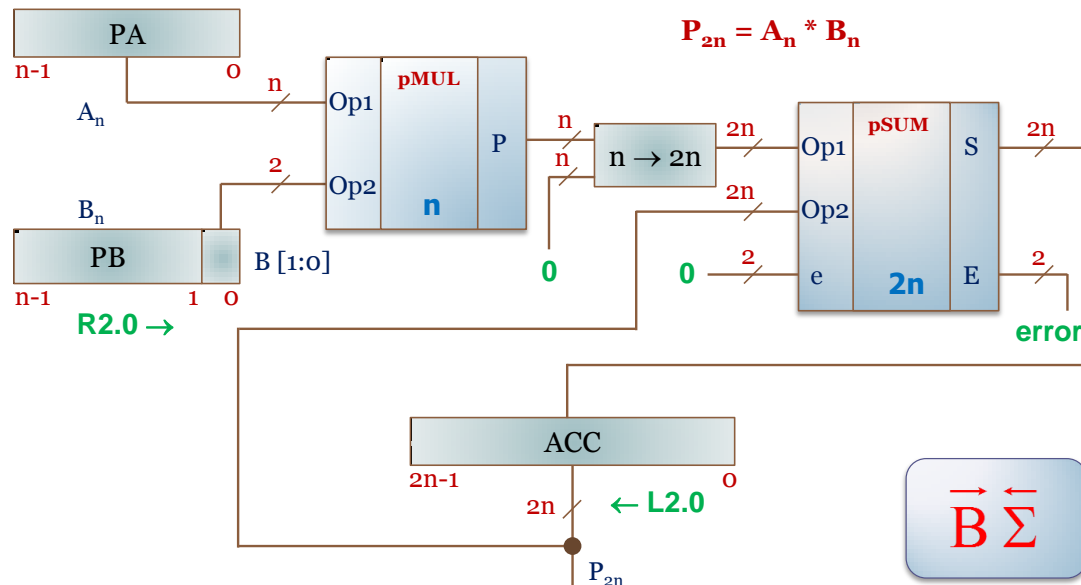 PA
P₂ₙ = Aₙ * Bₙ
n-1 0
Aₙ
n
Op1
pMUL
P
n
n
n → 2n
2n
Op1
pSUM
S
2n
2
Op2
n
2n
Op2
Bₙ
PB
B [1:0]
0
0
2
e
2n
E
2
n-1 1 0
R2.0 →
error
ACC
2n-1 0
2n
← L2.0
P₂ₙ
B⃗ Σ⃖